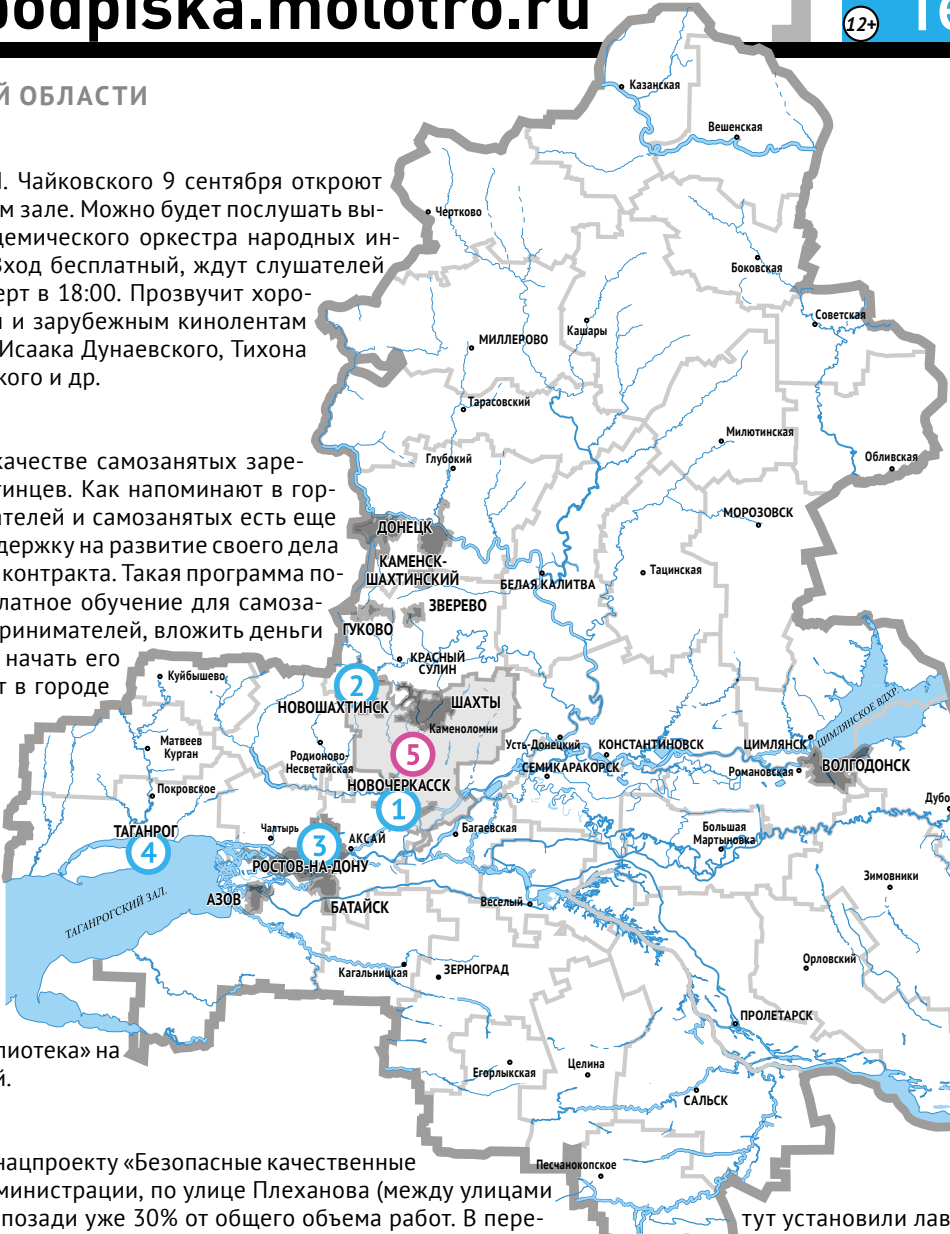 podpiska.molotro.ru
12+
Й ОБЛАСТИ
Чайковского 9 сентября откроют
м зале. Можно будет послушать вы-
демического оркестра народных ин-
Вход бесплатный, ждут слушателей
ерт в 18:00. Прозвучит хоро-
и и зарубежным кинолентам
Исаака Дунаевского, Тихона
кого и др.
качестве самозанятых заре-
тинцев. Как напоминают в гор-
ателей и самозанятых есть еще
держку на развитие своего дела
контракта. Такая программа по-
латное обучение для самоза-
ринимателей, вложить деньги
начать его
т в городе
Казанская
Вешенская
Чертково
Боковская
Советская
Кашары
МИЛЛЕРОВО
Тарасовский
Милютинская
Глубокий
Обливская
МОРОЗОВСК
ДОНЕЦК
КАМЕНСК-
ШАХТИНСКИЙ
Тацинская
БЕЛАЯ КАЛИТВА
ЗВЕРЕВО
ГУКОВО
КРАСНЫЙ
СУЛИН
Куйбышево
2
НОВОШАХТИНСК
ШАХТЫ
Каменоломни
ЦИМЛЯНСКОЕ ВДХР.
Матвеев
Курган
Родионово-
Несветайская
5
Усть-Донецкий
КОНСТАНТИНОВСК
ЦИМЛЯНСК
СЕМИКАРАКОРСК
Романовская
ВОЛГОДОНСК
Покровское
НОВОЧЕРКАССК
1
Дубо
ТАГАНРОГ
4
Чалтырь
3
АКСАЙ
Багаевская
Большая
Мартыновка
РОСТОВ-НА-ДОНУ
Зимовники
АЗОВ
БАТАЙСК
Веселый
ТАГАНРОГСКИЙ ЗАЛ.
Кагальницкая
ЗЕРНОГРАД
Орловский
ПРОЛЕТАРСК
Егорлыкская
Целина
САЛЬСК
Песчанокопское
лиотека» на
й.
нацпроекту «Безопасные качественные
министрации, по улице Плеханова (между улицами
позади уже 30% от общего объема работ. В пере-
тут установили лав